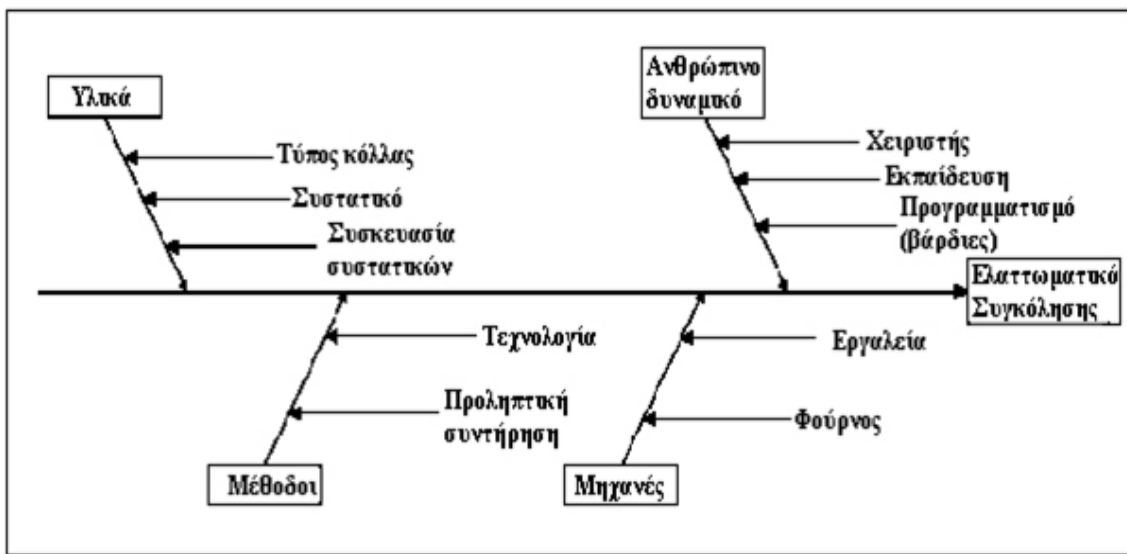 Υλικά
Τύπος κόλλας
Συστατικό
Συσκευασία
συστατικών
Ανθρώπινο
δυναμικό
Χειριστής
Εκπαίδευση
Προγραμματισμό
(βάρδιες)
Ελαττωματικό
Συγκόλησης
Τεχνολογία
Προληπτική
συντήρηση
Μέθοδοι
Εργαλεία
Φούρνος
Μηχανές